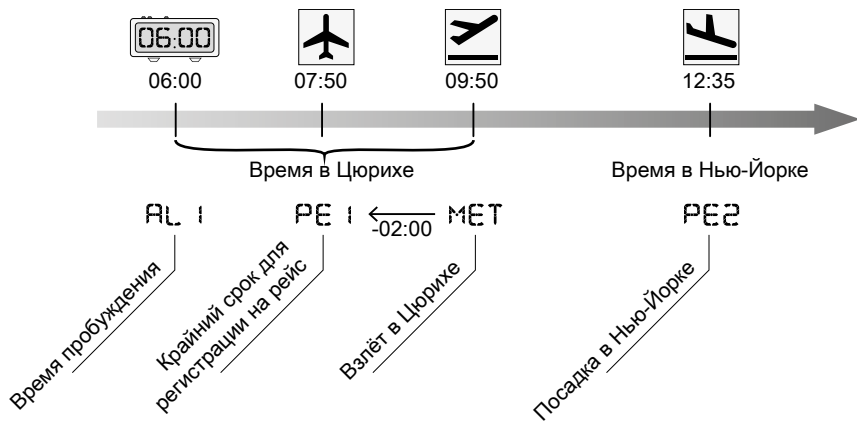 06:00
06:00
07:50
09:50
12:35
Время в Цюрихе
Время в Нью-Йорке
AL 1
PE 1
-02:00
MET
PE2
Время пробуждения
Крайний срок для
регистрации на рейс
Взлёт в Цюрихе
Посадка в Нью-Йорке